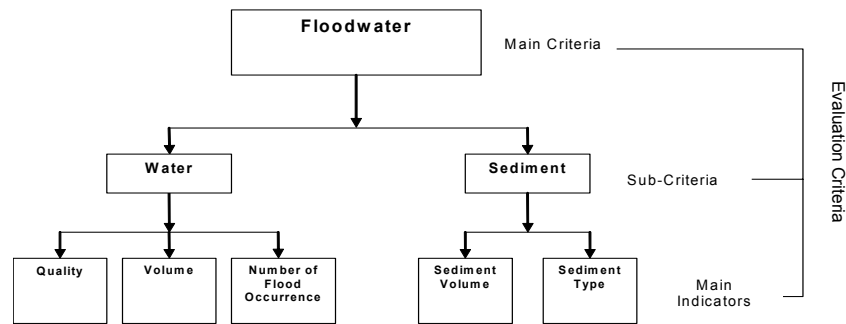 Floodwater
Main Criteria
Evaluation Criteria
Water
Sediment
Sub-Criteria
Quality
Volume
Number of
Flood
Occurrence
Sediment
Volume
Sediment
Type
Main
Indicators